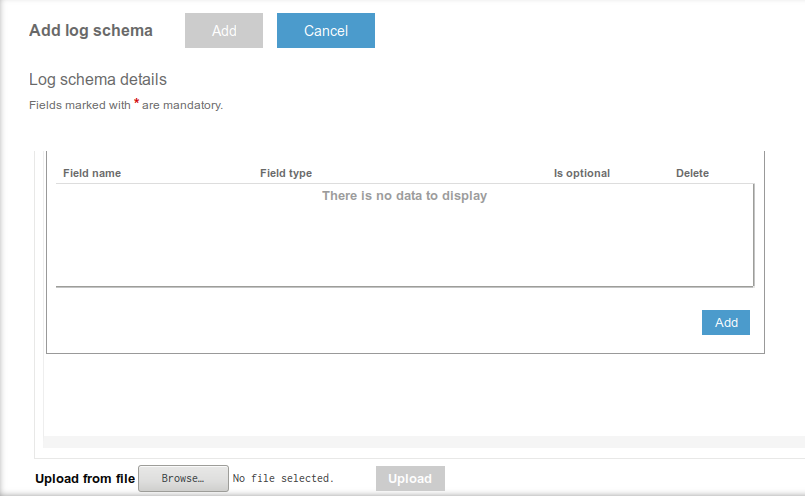 Add log schema Add Cancel
Log schema details
Fields marked with * are mandatory.
Field name Field type Is optional Delete
There is no data to display
Add
Upload from file Browse… No file selected. Upload